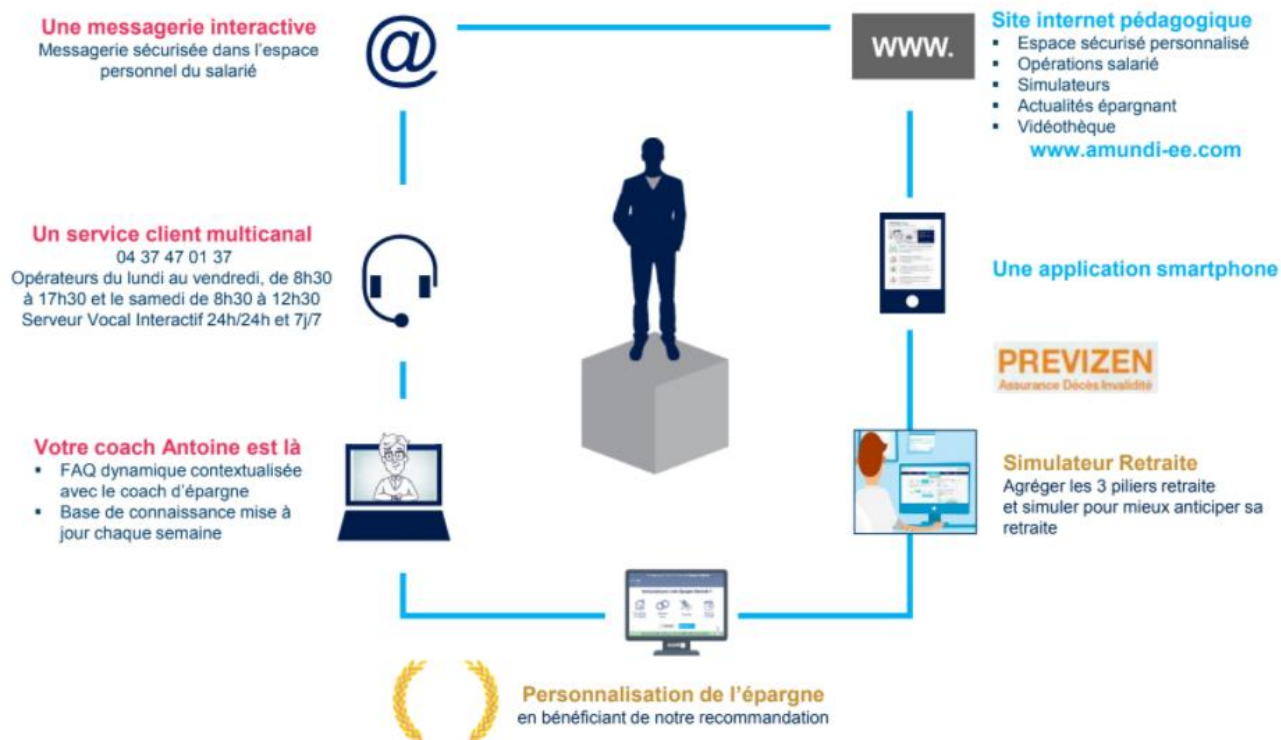 Une messagerie interactive
Messagerie sécurisée dans l'espace
personnel du salarié
@
www.
Site internet pédagogique
▪ Espace sécurisé personnalisé
▪ Opérations salarié
▪ Simulateurs
▪ Actualités épargnant
▪ Vidéothèque
www.amundi-ee.com
Un service client multicanal
04 37 47 01 37
Opérateurs du lundi au vendredi, de 8h30
à 17h30 et le samedi de 8h30 à 12h30
Serveur Vocal Interactif 24h/24h et 7j/7
Une application smartphone
PREVIZEN
Assurance Décès Invalidité
Votre coach Antoine est là
▪ FAQ dynamique contextualisée
avec le coach d'épargne
▪ Base de connaissance mise à
jour chaque semaine
Simulateur Retraite
Agréger les 3 piliers retraite
et simuler pour mieux anticiper sa
retraite
Personnalisation de l'épargne
en bénéficiant de notre recommandation